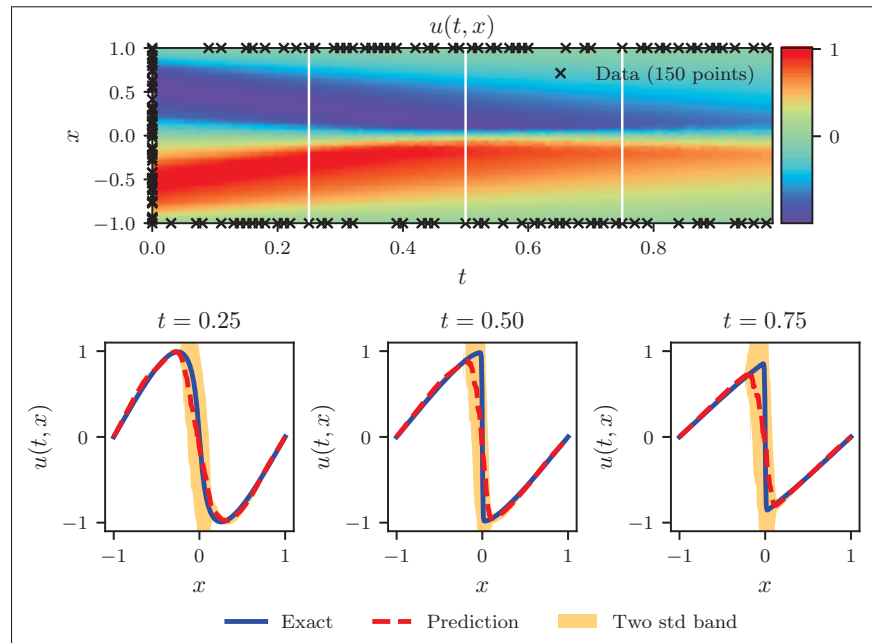 u(t, x)
1.0
0.5
0.0
−0.5
−1.0
x
Data (150 points)
1
0
0.0 0.2 0.4 0.6 0.8
t
t = 0.25 t = 0.50 t = 0.75
u(t, x)
1
0
−1
−1 0 1
x
u(t, x)
1
0
−1
−1 0 1
x
u(t, x)
1
0
−1
−1 0 1
x
Exact Prediction Two std band